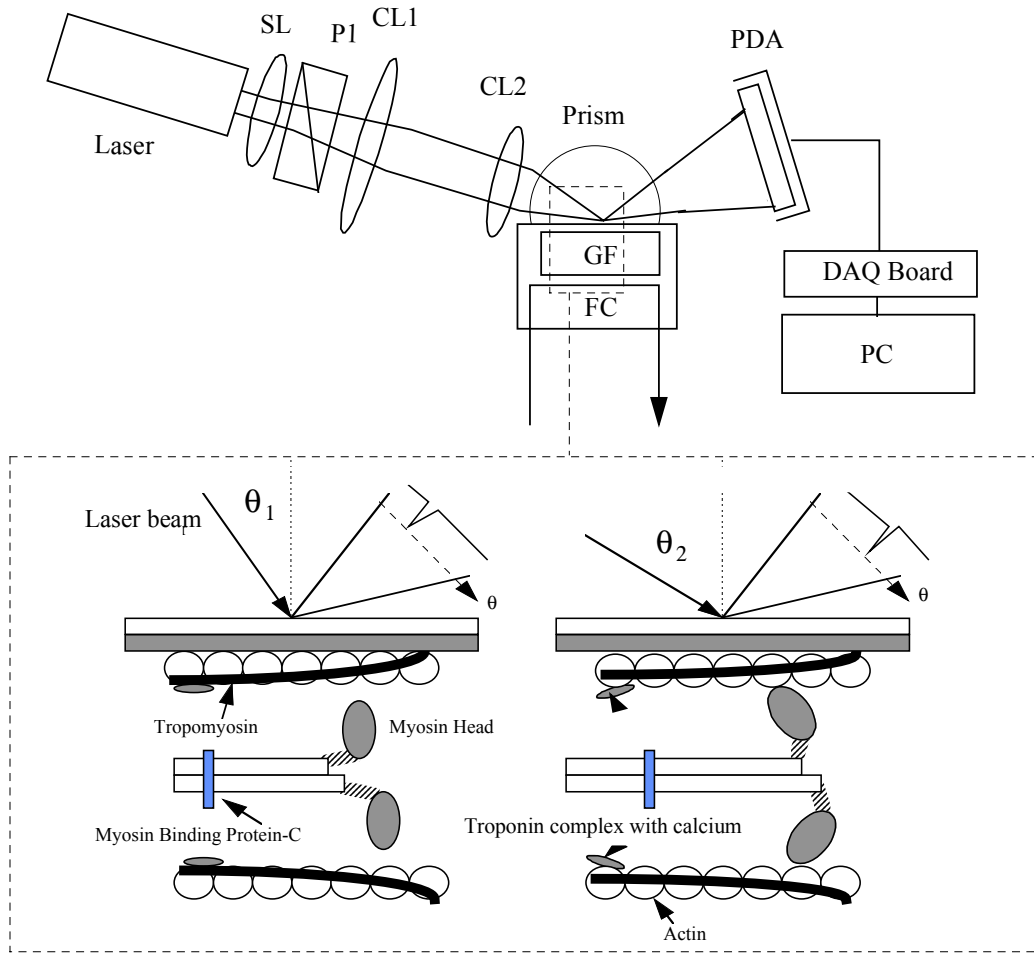 SL
P1
CL1
PDA
CL2
Prism
Laser
GF
DAQ Board
FC
PC
Laser beam
θ1
θ2
θ
θ
Tropomyosin
Myosin Head
Myosin Binding Protein-C
Troponin complex with calcium
Actin